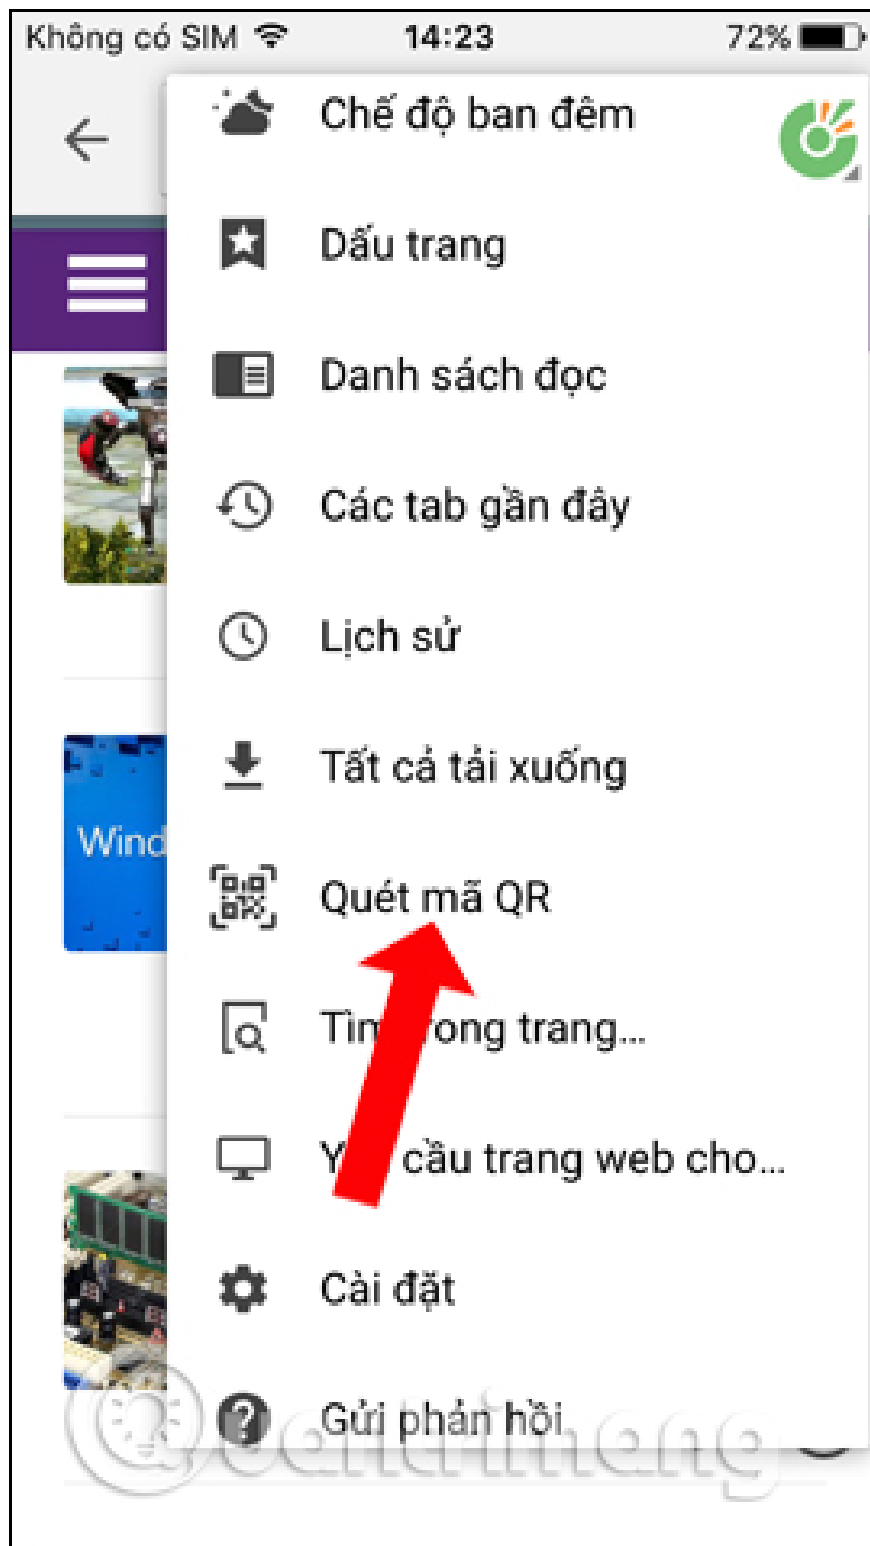 Không có SIM 14:23 72%
Chế độ ban đêm
Dấu trang
Danh sách đọc
Các tab gần đây
Lịch sử
Tất cả tải xuống
Wind
Quét mã QR
trang...
cầu trang web cho...
Cài đặt
Gửi phản hồi
uantrimang